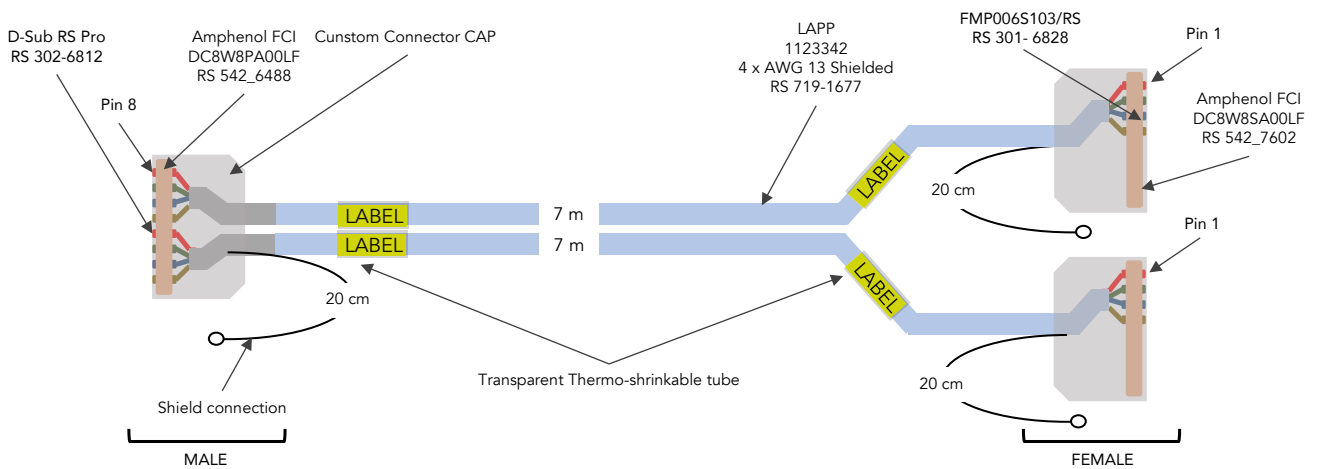 D-Sub RS Pro
RS 302-6812
Amphenol FCI
DC8W8PA00LF
RS 542_6488
Cunstom Connector CAP
LAPP
1123342
4 x AWG 13 Shielded
RS 719-1677
FMP006S103/RS
RS 301- 6828
Pin 1
Amphenol FCI
DC8W8SA00LF
RS 542_7602
Pin 8
LABEL
7 m
LABEL
20 cm
LABEL
7 m
LABEL
Pin 1
20 cm
Transparent Thermo-shrinkable tube
20 cm
Shield connection
MALE
FEMALE